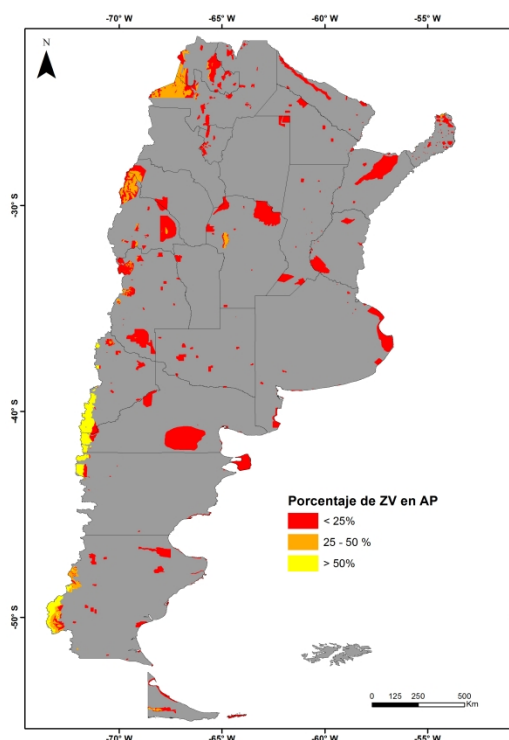 -70° W -65° W -60° W -55° W
N
-30° S
-40° S
-50° S
Porcentaje de ZV en AP
< 25%
25 - 50 %
> 50%
0 125 250 500
Km
-70° W -65° W -60° W -55° W